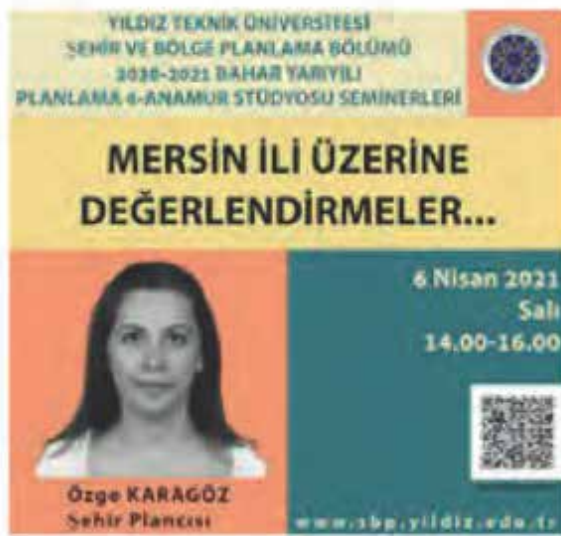 YILDIZ TEKNİK ÜNİVERSİTESİ
ŞEHİR VE BÖLGE PLANLAMA BÖLÜMÜ
2020-2021 BAHAR YARIYILI
PLANLAMA 6-ANAMUR STÜDYOSU SEMİNERLERİ
MERSİN İLİ ÜZERİNE
DEĞERLENDİRMELER...
6 Nisan 2021
Salı
14.00-16.00
Özge KARAGÖZ
Şehir Plancısı
www.sbp.yildiz.edu.tr